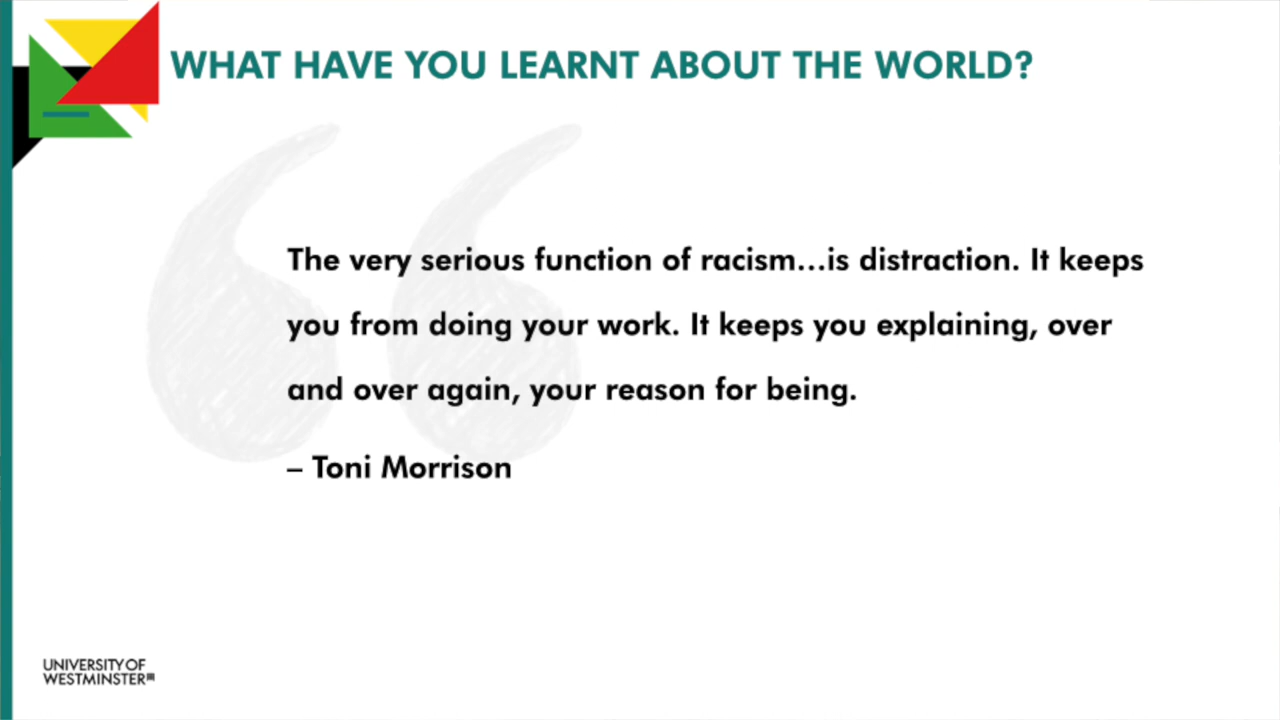 WHAT HAVE YOU LEARNT ABOUT THE WORLD?
The very serious function of racism...is distraction. It keeps
you from doing your work. It keeps you explaining, over
and over again, your reason for being.
– Toni Morrison
UNIVERSITY OF
WESTMINSTER